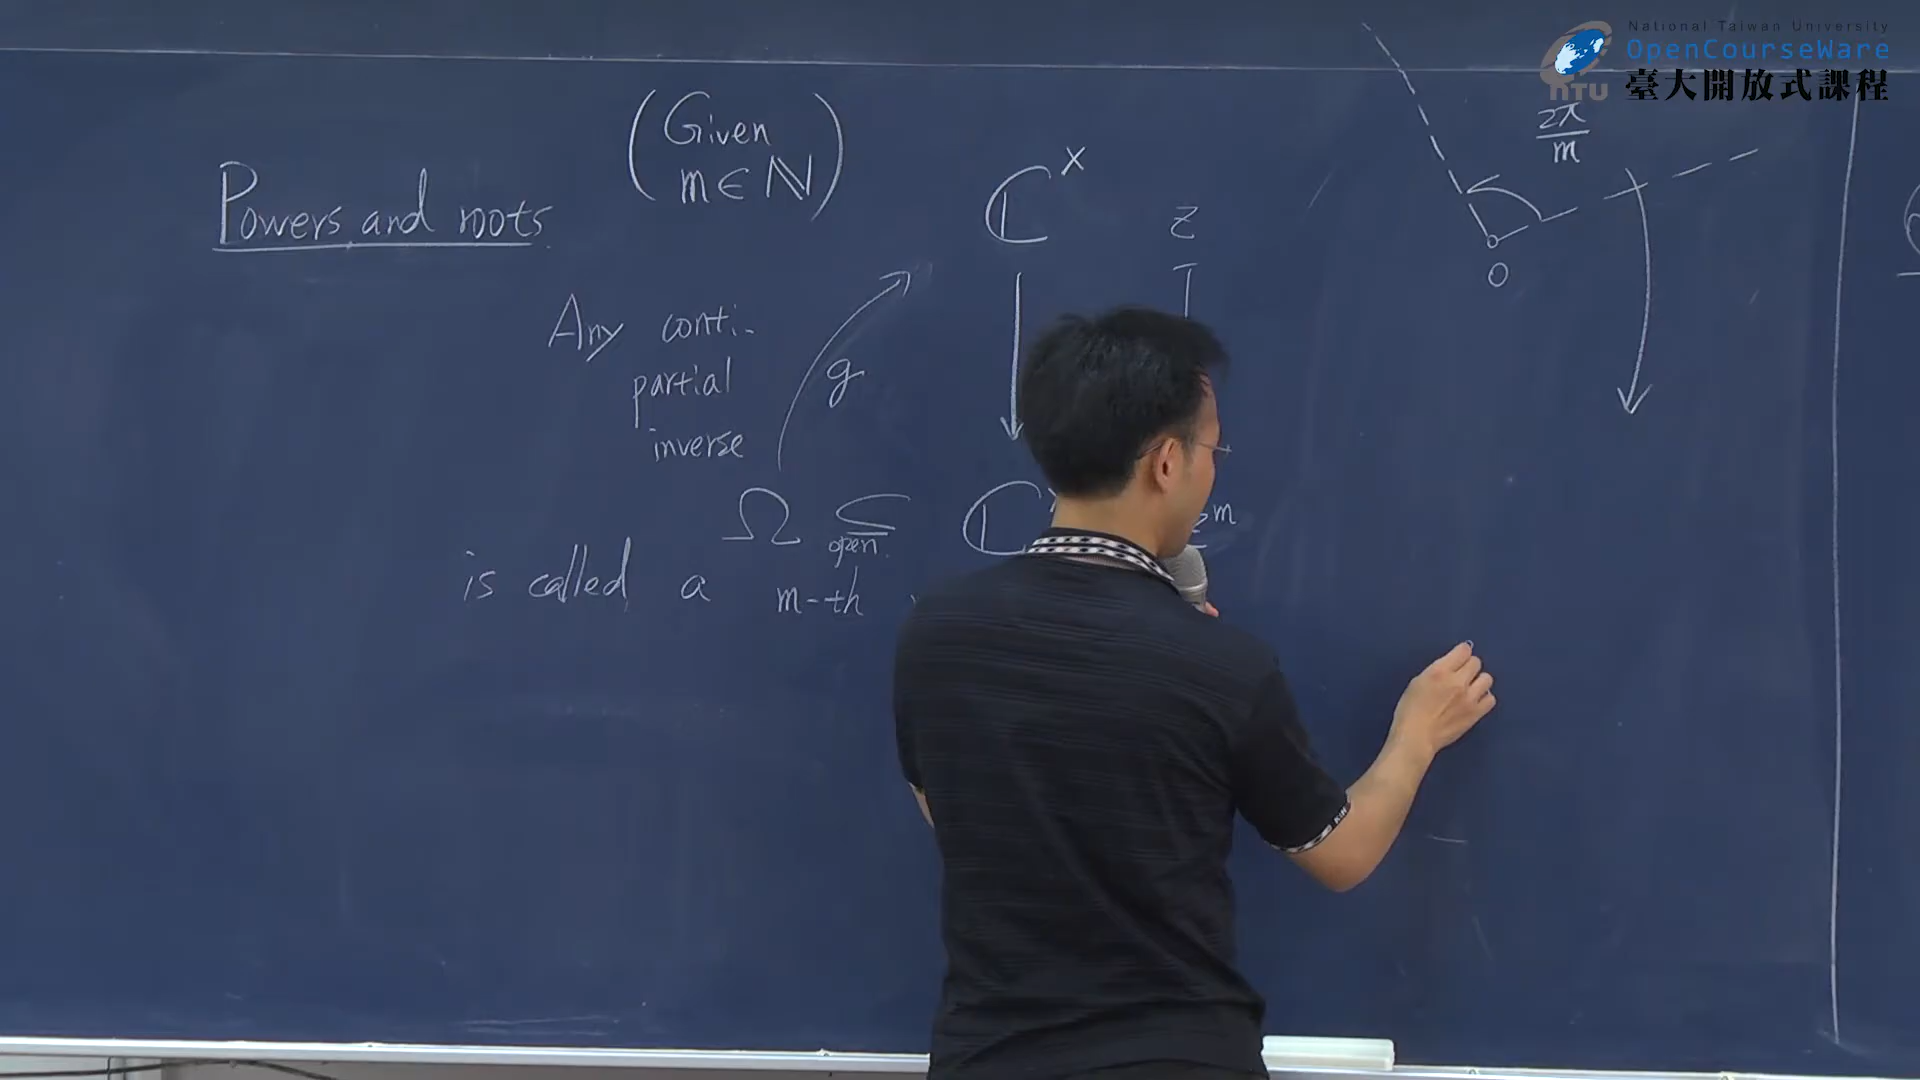 National Taiwan University
OpenCourseWare
NTU 臺大開放式課程
(Given
m ∈ ℕ)
Powers and roots
ℂ^×
z
Any conti.
partial
inverse
g
Ω ⊆ ℂ
open.
z^m
is called a m-th
2π
m
0